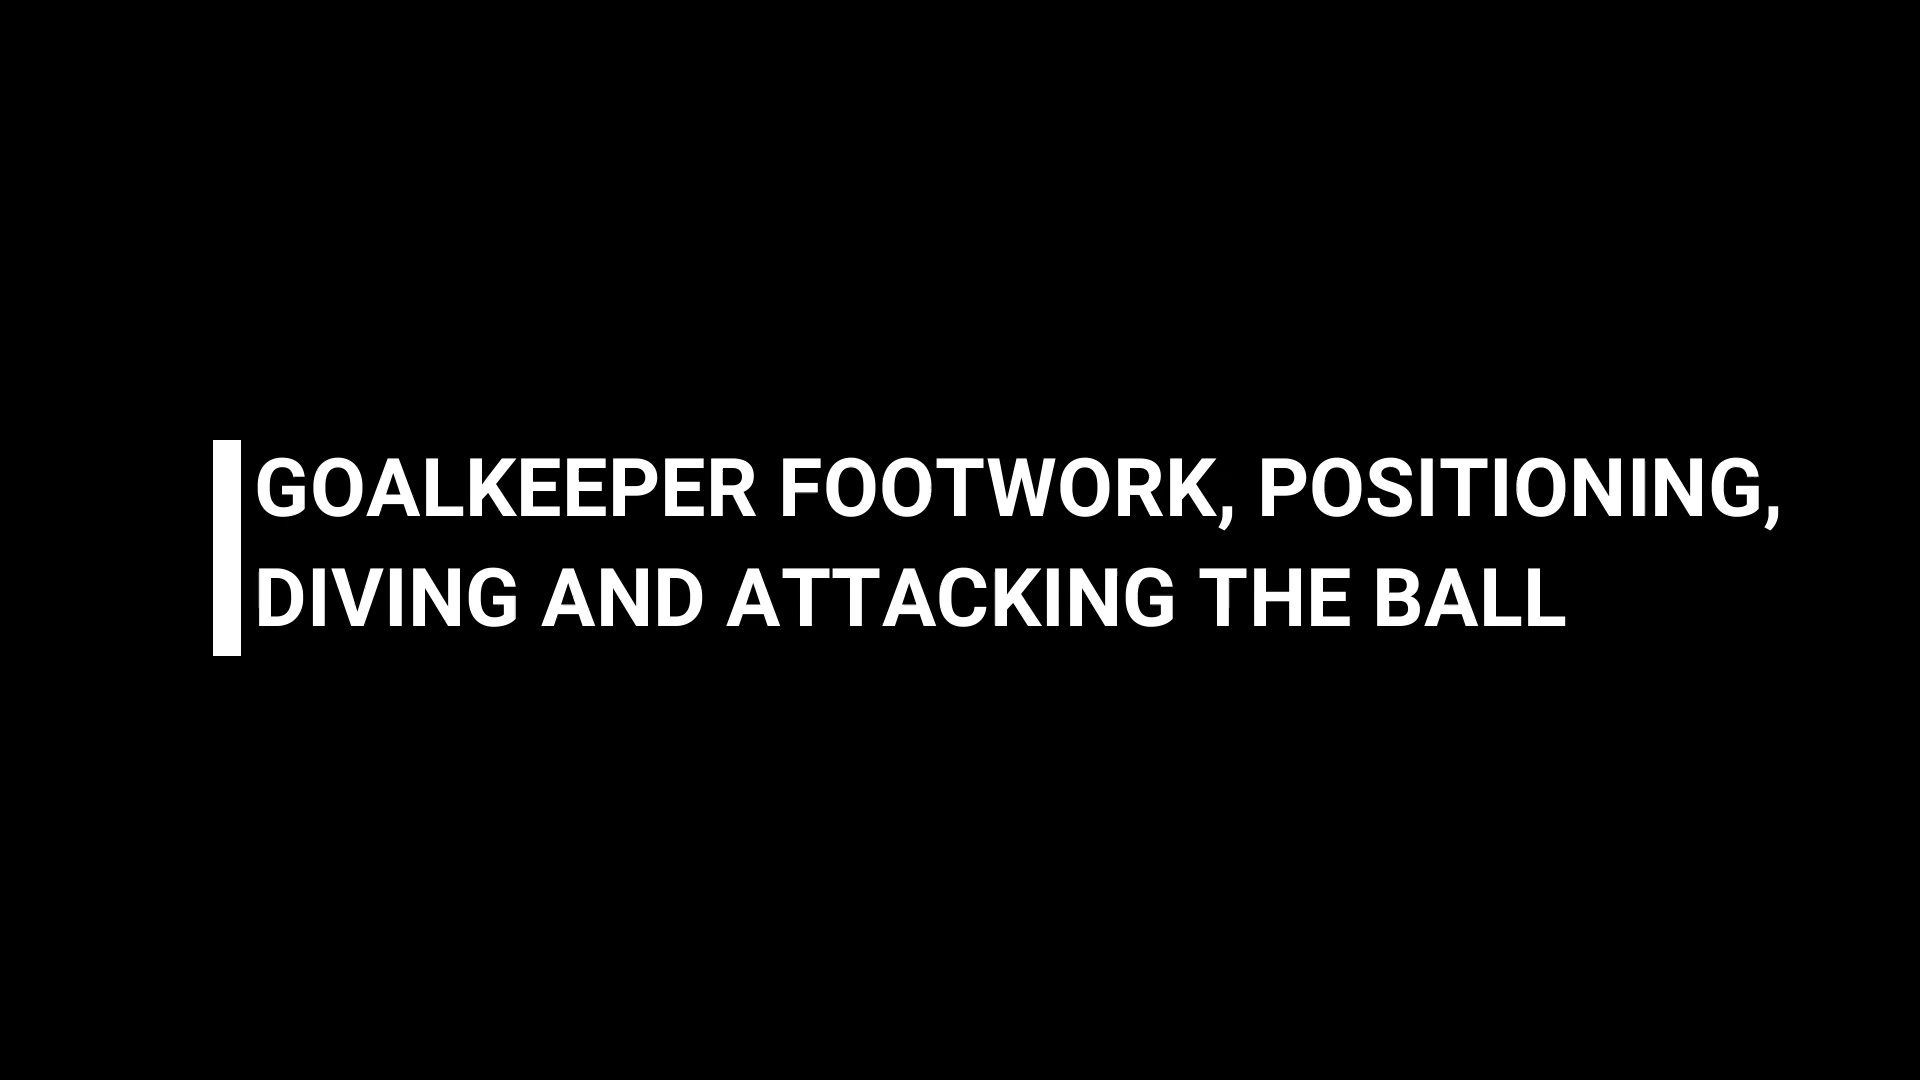 GOALKEEPER FOOTWORK, POSITIONING,
DIVING AND ATTACKING THE BALL